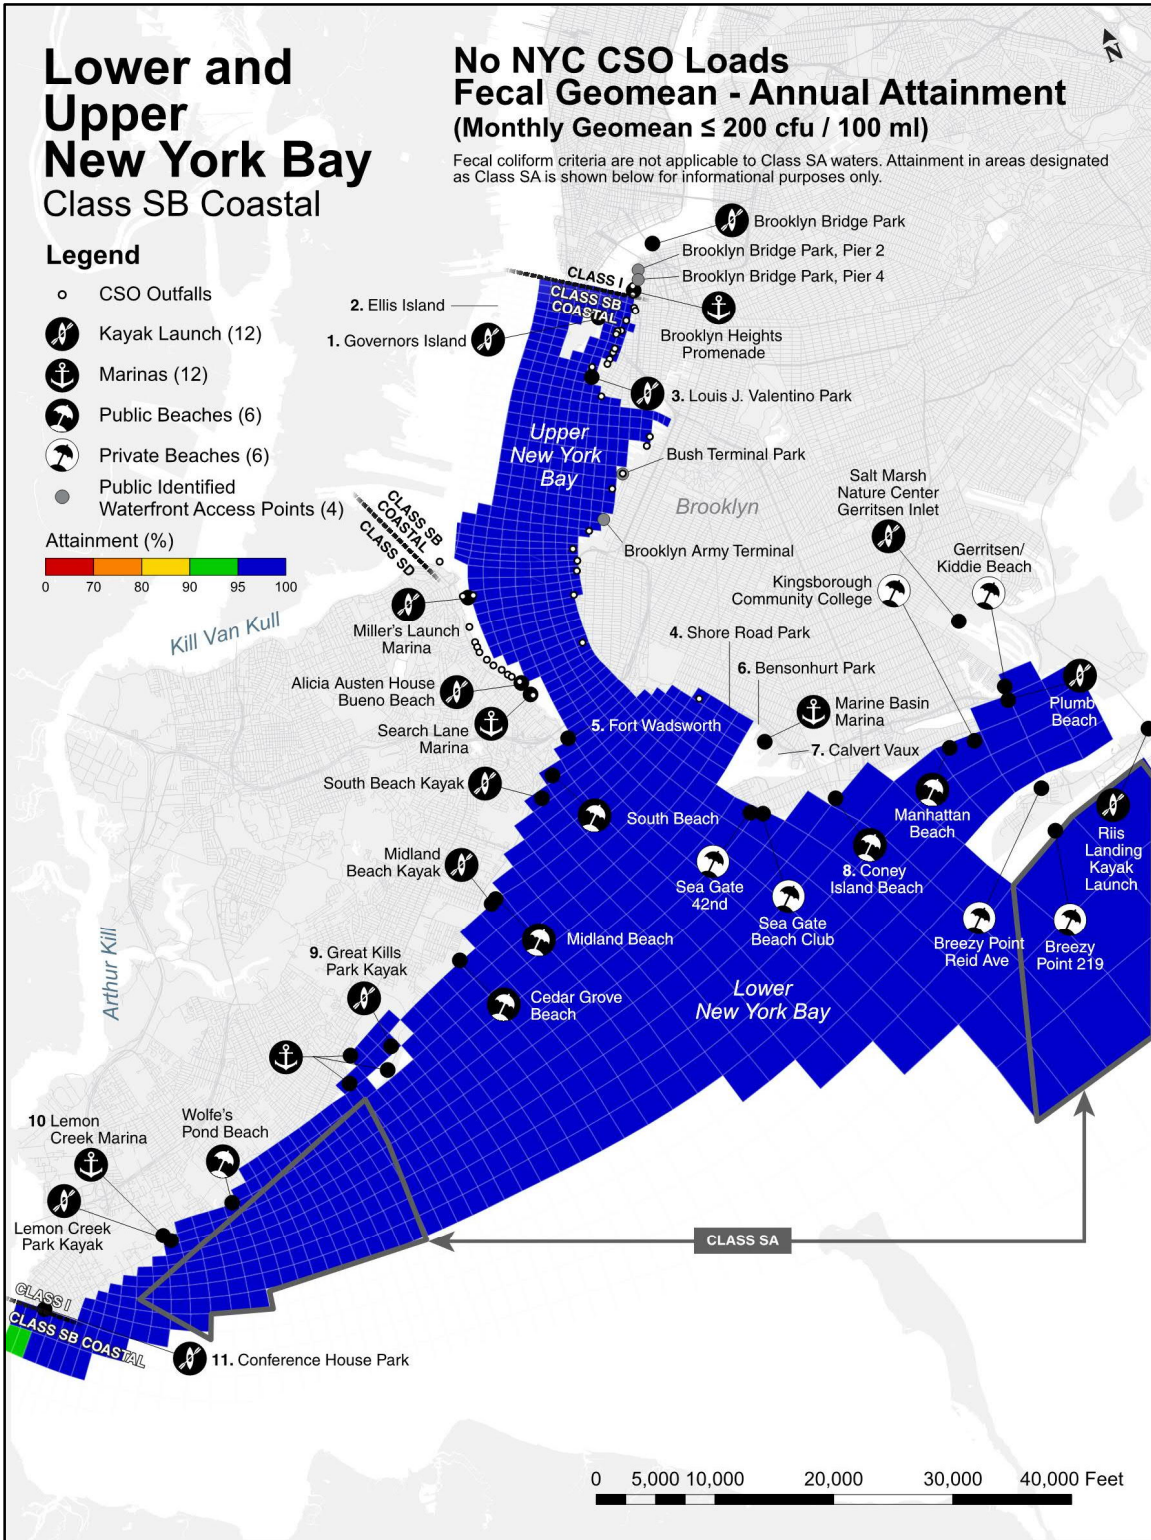 Lower and
Upper
New York Bay
Class SB Coastal
No NYC CSO Loads
Fecal Geomean - Annual Attainment
(Monthly Geomean ≤ 200 cfu / 100 ml)
Fecal coliform criteria are not applicable to Class SA waters. Attainment in areas designated
as Class SA is shown below for informational purposes only.
N
Legend
CSO Outfalls
Kayak Launch (12)
Marinas (12)
Public Beaches (6)
Private Beaches (6)
Public Identified
Waterfront Access Points (4)
Attainment (%)
0 70 80 90 95 100
Brooklyn Bridge Park
Brooklyn Bridge Park, Pier 2
Brooklyn Bridge Park, Pier 4
CLASS I
CLASS SB
COASTAL
2. Ellis Island
1. Governors Island
Brooklyn Heights
Promenade
3. Louis J. Valentino Park
Upper
New York
Bay
Bush Terminal Park
Brooklyn
Salt Marsh
Nature Center
Gerritsen Inlet
CLASS SB
COASTAL
CLASS SD
Brooklyn Army Terminal
Gerritsen/
Kiddie Beach
Kingsborough
Community College
Kill Van Kull
Miller's Launch
Marina
4. Shore Road Park
6. Bensonhurt Park
Alicia Austen House
Bueno Beach
Marine Basin
Marina
Plumb
Beach
Search Lane
Marina
5. Fort Wadsworth
7. Calvert Vaux
South Beach Kayak
South Beach
Manhattan
Beach
Riis
Landing
Kayak
Launch
Midland
Beach Kayak
Sea Gate
42nd
8. Coney
Island Beach
Sea Gate
Beach Club
Breezy Point
Reid Ave
Breezy
Point 219
Midland Beach
9. Great Kills
Park Kayak
Arthur Kill
Cedar Grove
Beach
Lower
New York Bay
10 Lemon
Creek Marina
Wolfe's
Pond Beach
Lemon Creek
Park Kayak
CLASS SA
CLASS I
CLASS SB COASTAL
11. Conference House Park
0 5,000 10,000 20,000 30,000 40,000 Feet